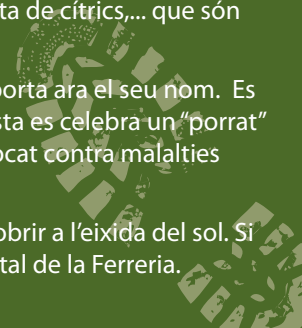 ta de cítrics,... que són
porta ara el seu nom. Es
sta es celebra un “porrat”
ocat contra malalties
obrir a l’eixida del sol. Si
tal de la Ferreria.